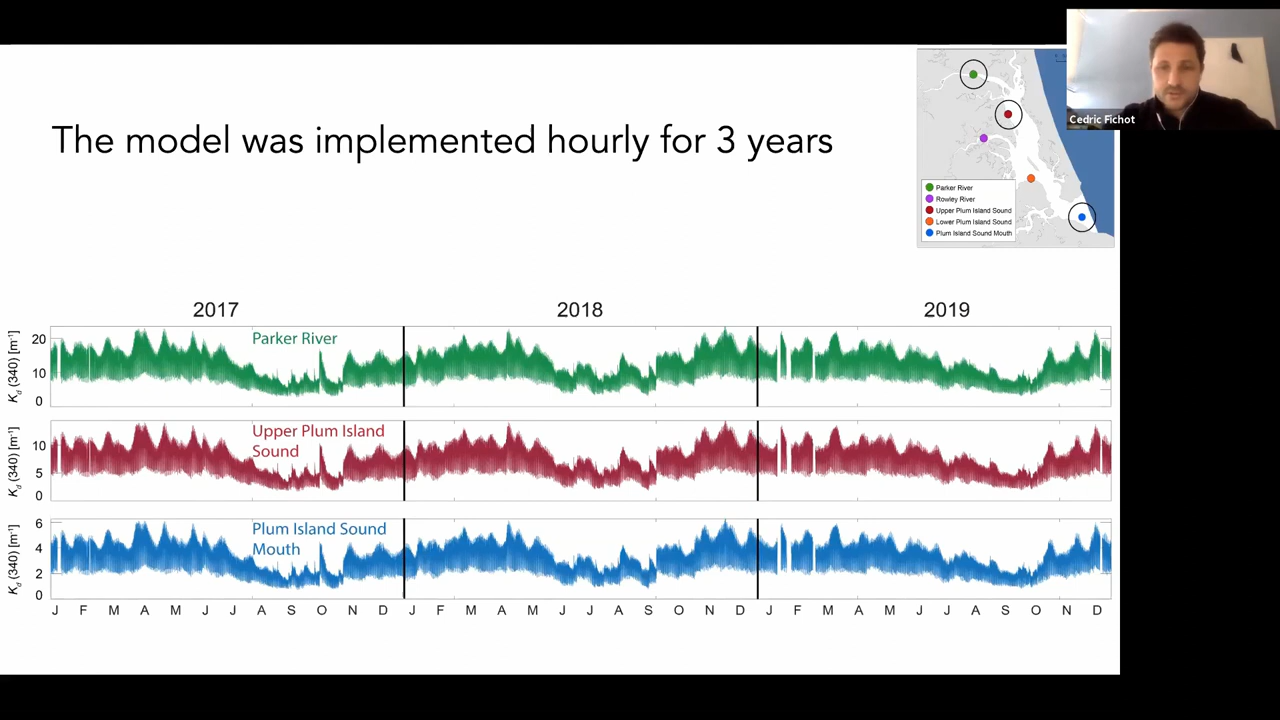 Cedric Fichot
The model was implemented hourly for 3 years
Parker River
Rowley River
Upper Plum Island Sound
Lower Plum Island Sound
Plum Island Sound Mouth
2017 2018 2019
Kd (340) [m-1]
20
10
0
Parker River
Kd (340) [m-1]
10
5
0
Upper Plum Island
Sound
Kd (340) [m-1]
6
4
2
0
Plum Island Sound
Mouth
J F M A M J J A S O N D J F M A M J J A S O N D J F M A M J J A S O N D